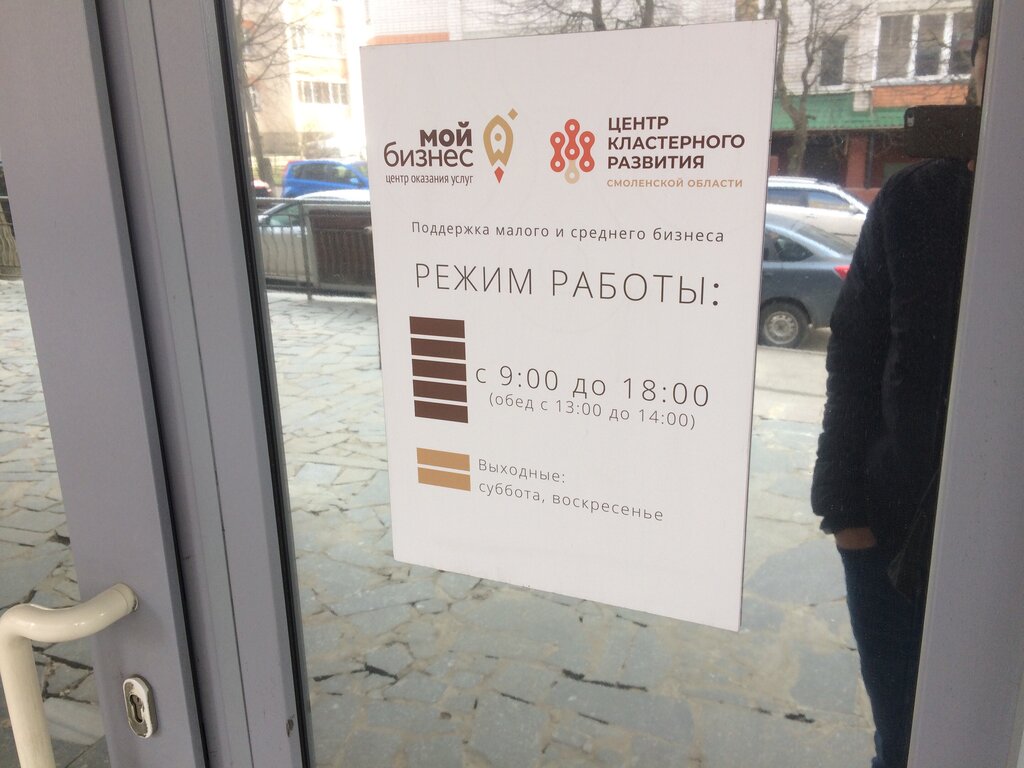 мой
бизнес
центр оказания услуг
ЦЕНТР
КЛАСТЕРНОГО
РАЗВИТИЯ
СМОЛЕНСКОЙ ОБЛАСТИ
Поддержка малого и среднего бизнеса
РЕЖИМ РАБОТЫ:
с 9:00 до 18:00
(обед с 13:00 до 14:00)
Выходные:
суббота, воскресенье